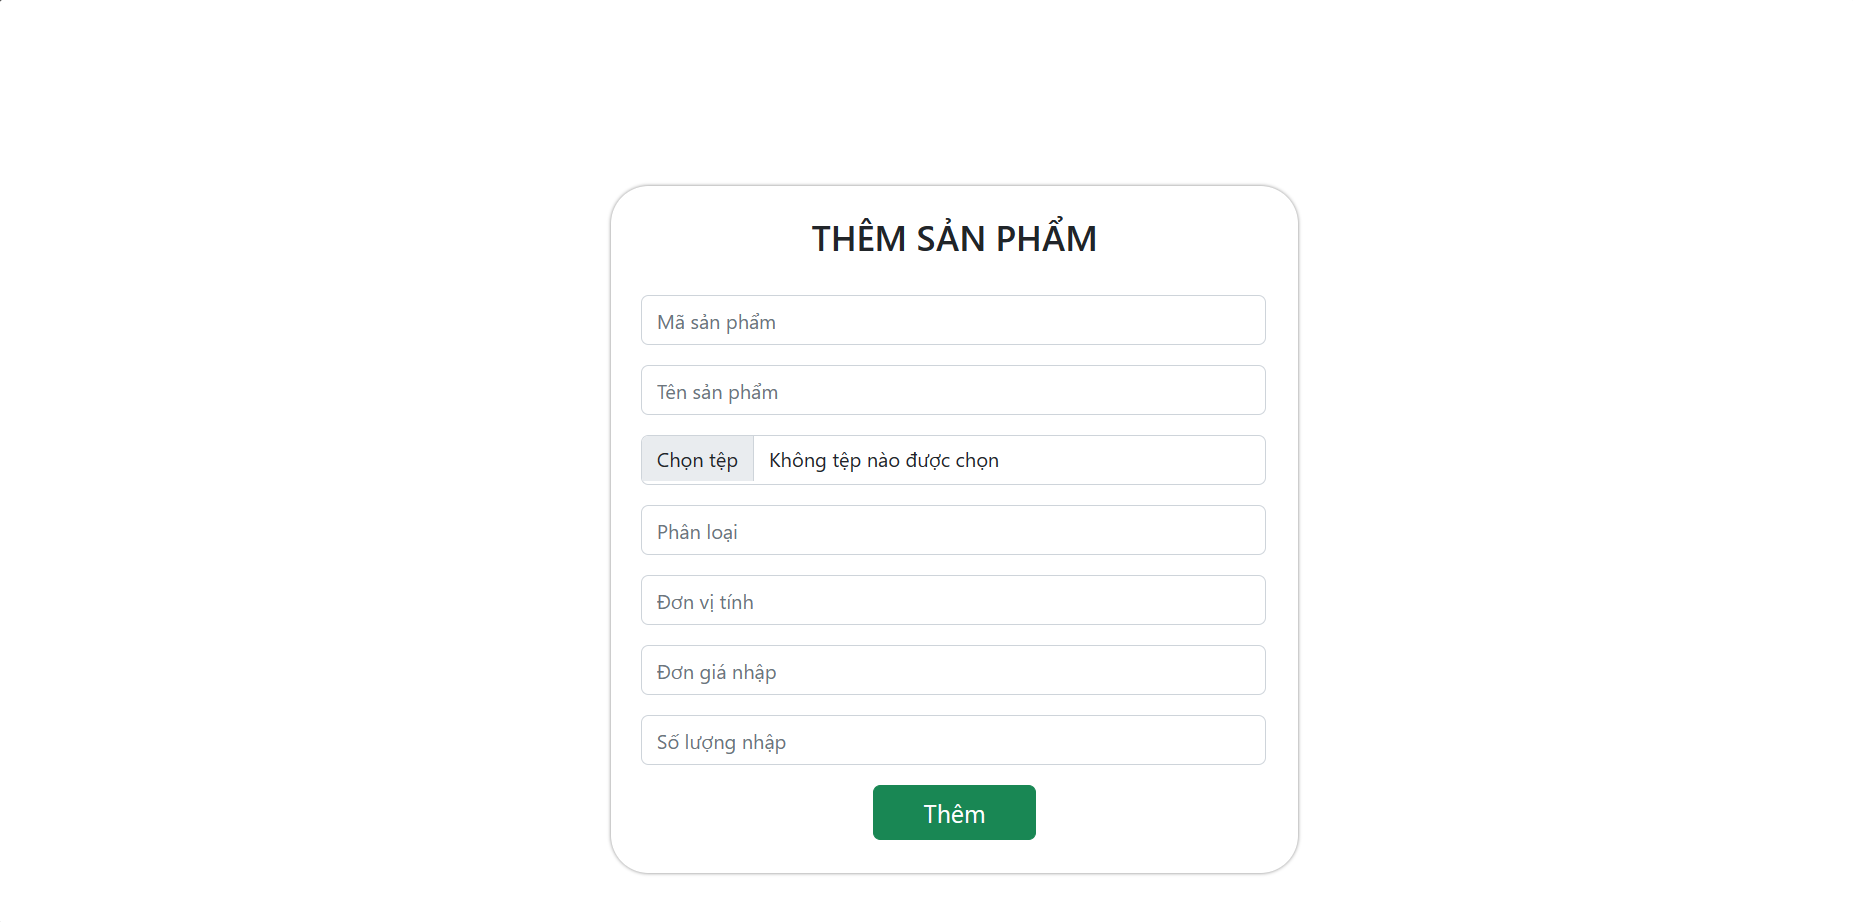 THÊM SẢN PHẨM
Mã sản phẩm
Tên sản phẩm
Chọn tệp Không tệp nào được chọn
Phân loại
Đơn vị tính
Đơn giá nhập
Số lượng nhập
Thêm